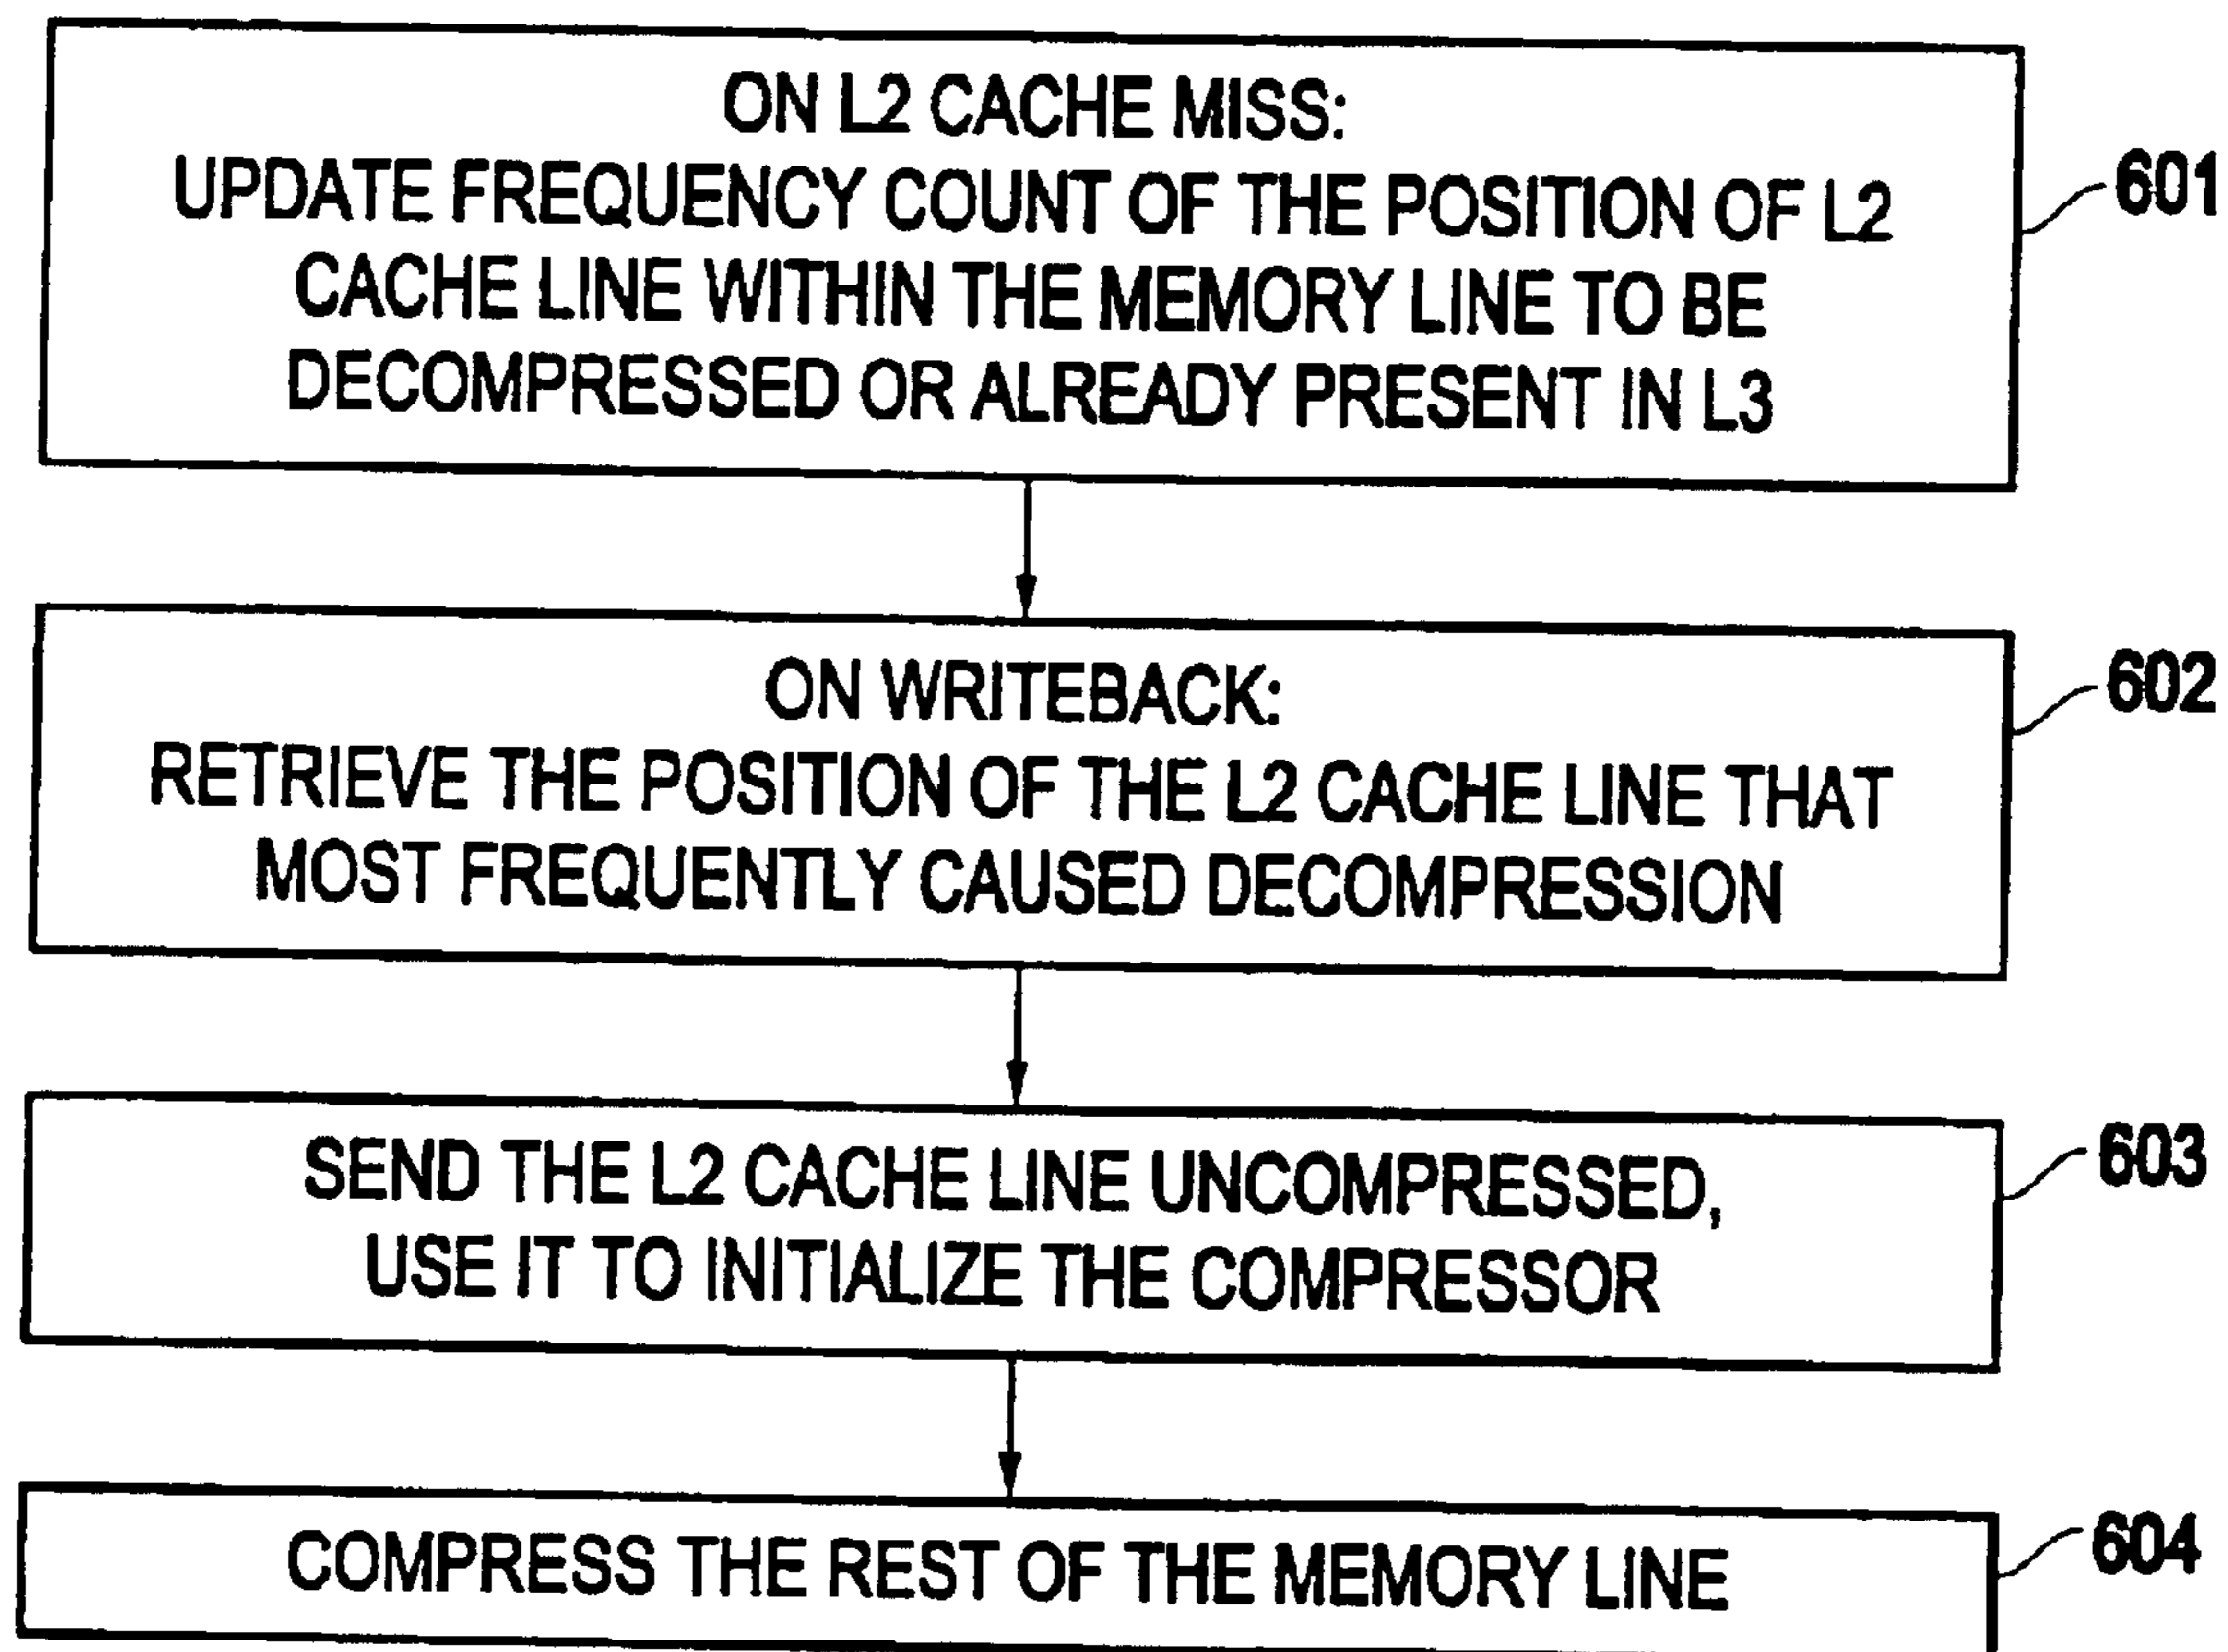 ON L2 CACHE MISS:
UPDATE FREQUENCY COUNT OF THE POSITION OF L2
CACHE LINE WITHIN THE MEMORY LINE TO BE
DECOMPRESSED OR ALREADY PRESENT IN L3
601
ON WRITEBACK:
RETRIEVE THE POSITION OF THE L2 CACHE LINE THAT
MOST FREQUENTLY CAUSED DECOMPRESSION
602
SEND THE L2 CACHE LINE UNCOMPRESSED,
USE IT TO INITIALIZE THE COMPRESSOR
603
COMPRESS THE REST OF THE MEMORY LINE
604